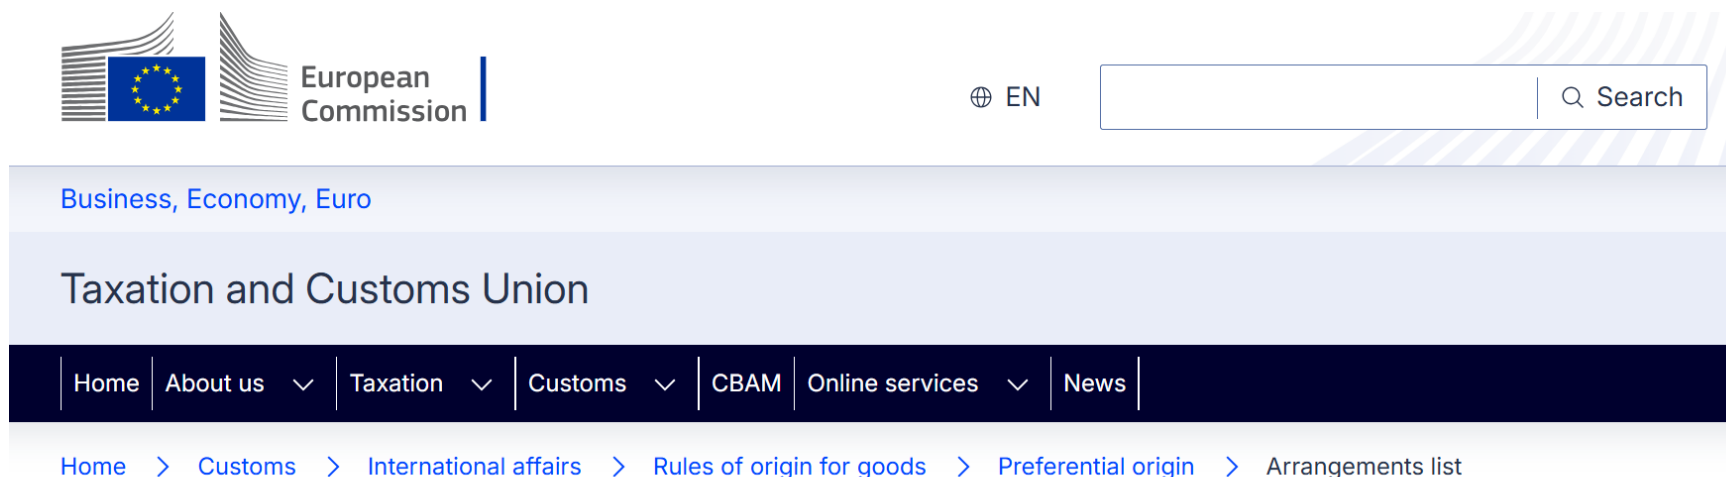 European
Commission
EN
Search
Business, Economy, Euro
Taxation and Customs Union
Home About us Taxation Customs CBAM Online services News
Home > Customs > International affairs > Rules of origin for goods > Preferential origin > Arrangements list